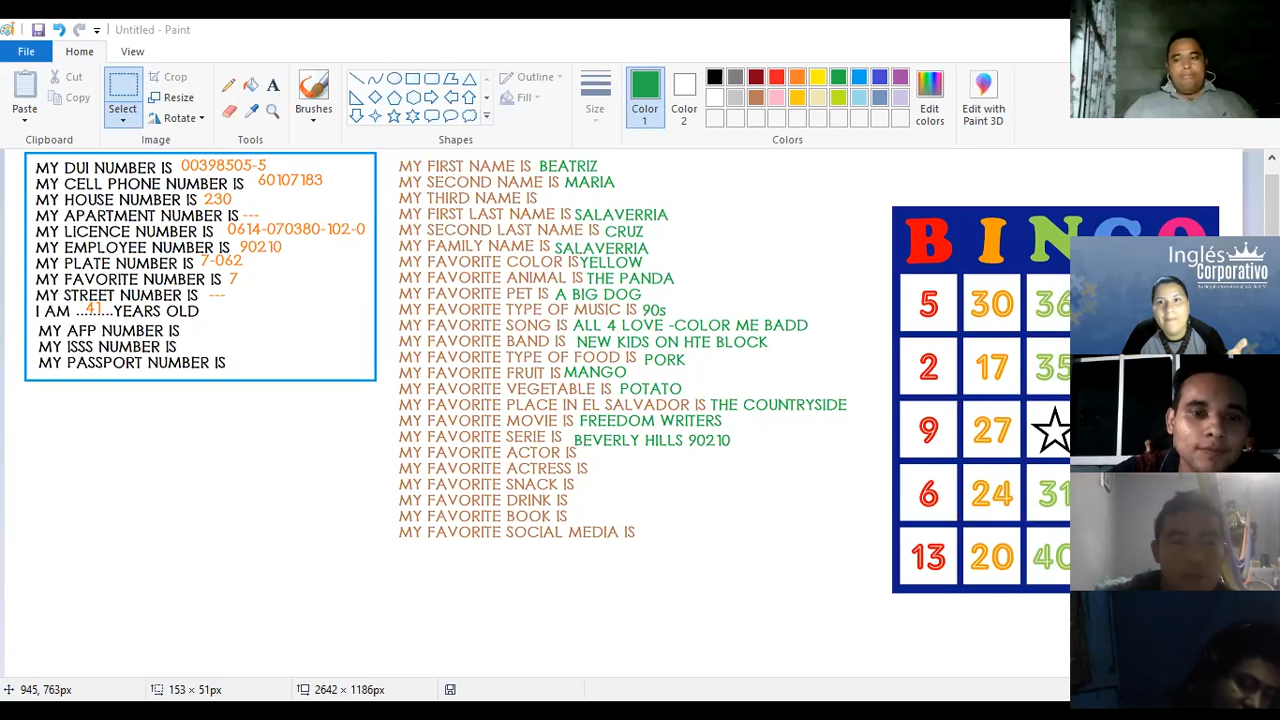 Untitled - Paint
File Home View
Paste
Cut
Copy
Clipboard
Select
Crop
Resize
Rotate
Image
Tools
Brushes
Shapes
Outline
Fill
Size
Color 1
Color 2
Colors
Edit colors
Edit with Paint 3D
MY DUI NUMBER IS 00398505-5
MY CELL PHONE NUMBER IS 60107183
MY HOUSE NUMBER IS 230
MY APARTMENT NUMBER IS ---
MY LICENCE NUMBER IS 0614-070380-102-0
MY EMPLOYEE NUMBER IS 90210
MY PLATE NUMBER IS 7-062
MY FAVORITE NUMBER IS 7
MY STREET NUMBER IS ---
I AM ...41...YEARS OLD
MY AFP NUMBER IS
MY ISSS NUMBER IS
MY PASSPORT NUMBER IS
MY FIRST NAME IS BEATRIZ
MY SECOND NAME IS MARIA
MY THIRD NAME IS
MY FIRST LAST NAME IS SALAVERRIA
MY SECOND LAST NAME IS CRUZ
MY FAMILY NAME IS SALAVERRIA
MY FAVORITE COLOR IS YELLOW
MY FAVORITE ANIMAL IS THE PANDA
MY FAVORITE PET IS A BIG DOG
MY FAVORITE TYPE OF MUSIC IS 90s
MY FAVORITE SONG IS ALL 4 LOVE -COLOR ME BADD
MY FAVORITE BAND IS NEW KIDS ON HTE BLOCK
MY FAVORITE TYPE OF FOOD IS PORK
MY FAVORITE FRUIT IS MANGO
MY FAVORITE VEGETABLE IS POTATO
MY FAVORITE PLACE IN EL SALVADOR IS THE COUNTRYSIDE
MY FAVORITE MOVIE IS FREEDOM WRITERS
MY FAVORITE SERIE IS BEVERLY HILLS 90210
MY FAVORITE ACTOR IS
MY FAVORITE ACTRESS IS
MY FAVORITE SNACK IS
MY FAVORITE DRINK IS
MY FAVORITE BOOK IS
MY FAVORITE SOCIAL MEDIA IS
BINGO
5 30 36
2 17 35
9 27
6 24 31
13 20 40
Inglés
Corporativo
945, 763px
153 × 51px
2642 × 1186px